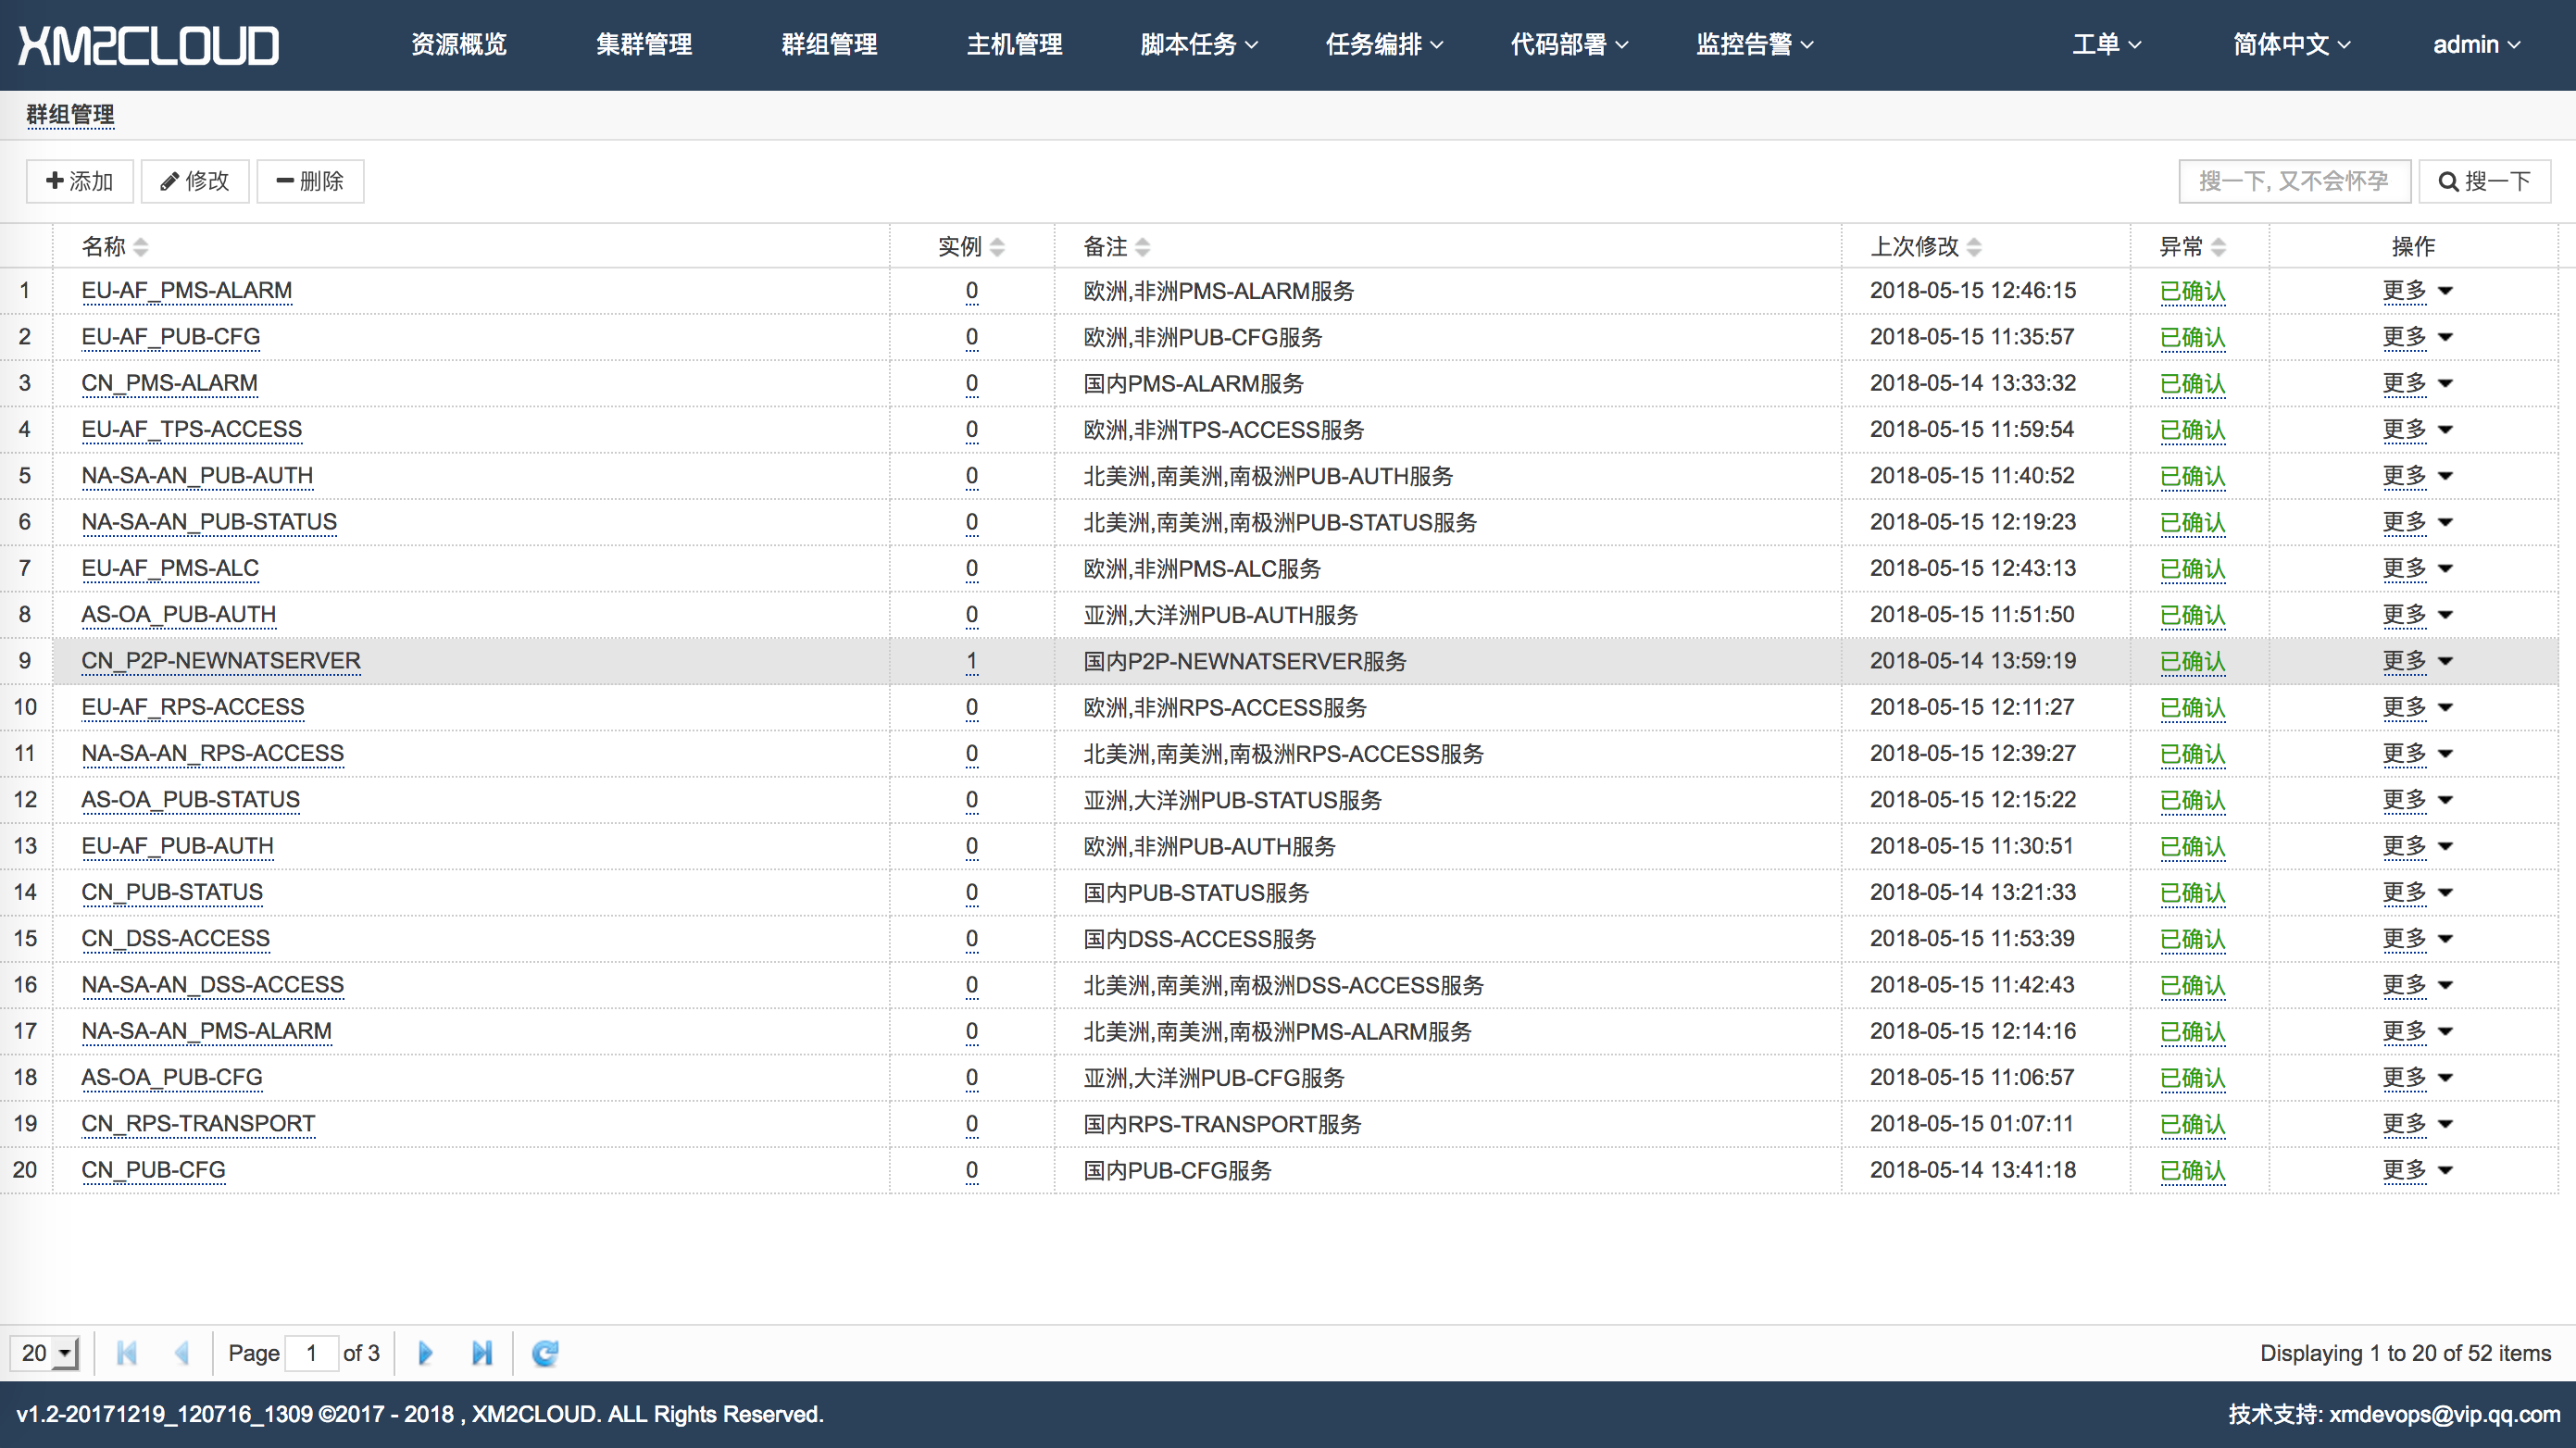 XM2CLOUD 资源概览 集群管理 群组管理 主机管理 脚本任务 任务编排 代码部署 监控告警 工单 简体中文 admin
群组管理
添加 修改 删除 搜一下, 又不会怀孕 搜一下
名称 实例 备注 上次修改 异常 操作
1 EU-AF_PMS-ALARM 0 欧洲,非洲PMS-ALARM服务 2018-05-15 12:46:15 已确认 更多
2 EU-AF_PUB-CFG 0 欧洲,非洲PUB-CFG服务 2018-05-15 11:35:57 已确认 更多
3 CN_PMS-ALARM 0 国内PMS-ALARM服务 2018-05-14 13:33:32 已确认 更多
4 EU-AF_TPS-ACCESS 0 欧洲,非洲TPS-ACCESS服务 2018-05-15 11:59:54 已确认 更多
5 NA-SA-AN_PUB-AUTH 0 北美洲,南美洲,南极洲PUB-AUTH服务 2018-05-15 11:40:52 已确认 更多
6 NA-SA-AN_PUB-STATUS 0 北美洲,南美洲,南极洲PUB-STATUS服务 2018-05-15 12:19:23 已确认 更多
7 EU-AF_PMS-ALC 0 欧洲,非洲PMS-ALC服务 2018-05-15 12:43:13 已确认 更多
8 AS-OA_PUB-AUTH 0 亚洲,大洋洲PUB-AUTH服务 2018-05-15 11:51:50 已确认 更多
9 CN_P2P-NEWNATSERVER 1 国内P2P-NEWNATSERVER服务 2018-05-14 13:59:19 已确认 更多
10 EU-AF_RPS-ACCESS 0 欧洲,非洲RPS-ACCESS服务 2018-05-15 12:11:27 已确认 更多
11 NA-SA-AN_RPS-ACCESS 0 北美洲,南美洲,南极洲RPS-ACCESS服务 2018-05-15 12:39:27 已确认 更多
12 AS-OA_PUB-STATUS 0 亚洲,大洋洲PUB-STATUS服务 2018-05-15 12:15:22 已确认 更多
13 EU-AF_PUB-AUTH 0 欧洲,非洲PUB-AUTH服务 2018-05-15 11:30:51 已确认 更多
14 CN_PUB-STATUS 0 国内PUB-STATUS服务 2018-05-14 13:21:33 已确认 更多
15 CN_DSS-ACCESS 0 国内DSS-ACCESS服务 2018-05-15 11:53:39 已确认 更多
16 NA-SA-AN_DSS-ACCESS 0 北美洲,南美洲,南极洲DSS-ACCESS服务 2018-05-15 11:42:43 已确认 更多
17 NA-SA-AN_PMS-ALARM 0 北美洲,南美洲,南极洲PMS-ALARM服务 2018-05-15 12:14:16 已确认 更多
18 AS-OA_PUB-CFG 0 亚洲,大洋洲PUB-CFG服务 2018-05-15 11:06:57 已确认 更多
19 CN_RPS-TRANSPORT 0 国内RPS-TRANSPORT服务 2018-05-15 01:07:11 已确认 更多
20 CN_PUB-CFG 0 国内PUB-CFG服务 2018-05-14 13:41:18 已确认 更多
20 Page 1 of 3 Displaying 1 to 20 of 52 items
v1.2-20171219_120716_1309 ©2017 - 2018 , XM2CLOUD. ALL Rights Reserved. 技术支持: xmdevops@vip.qq.com